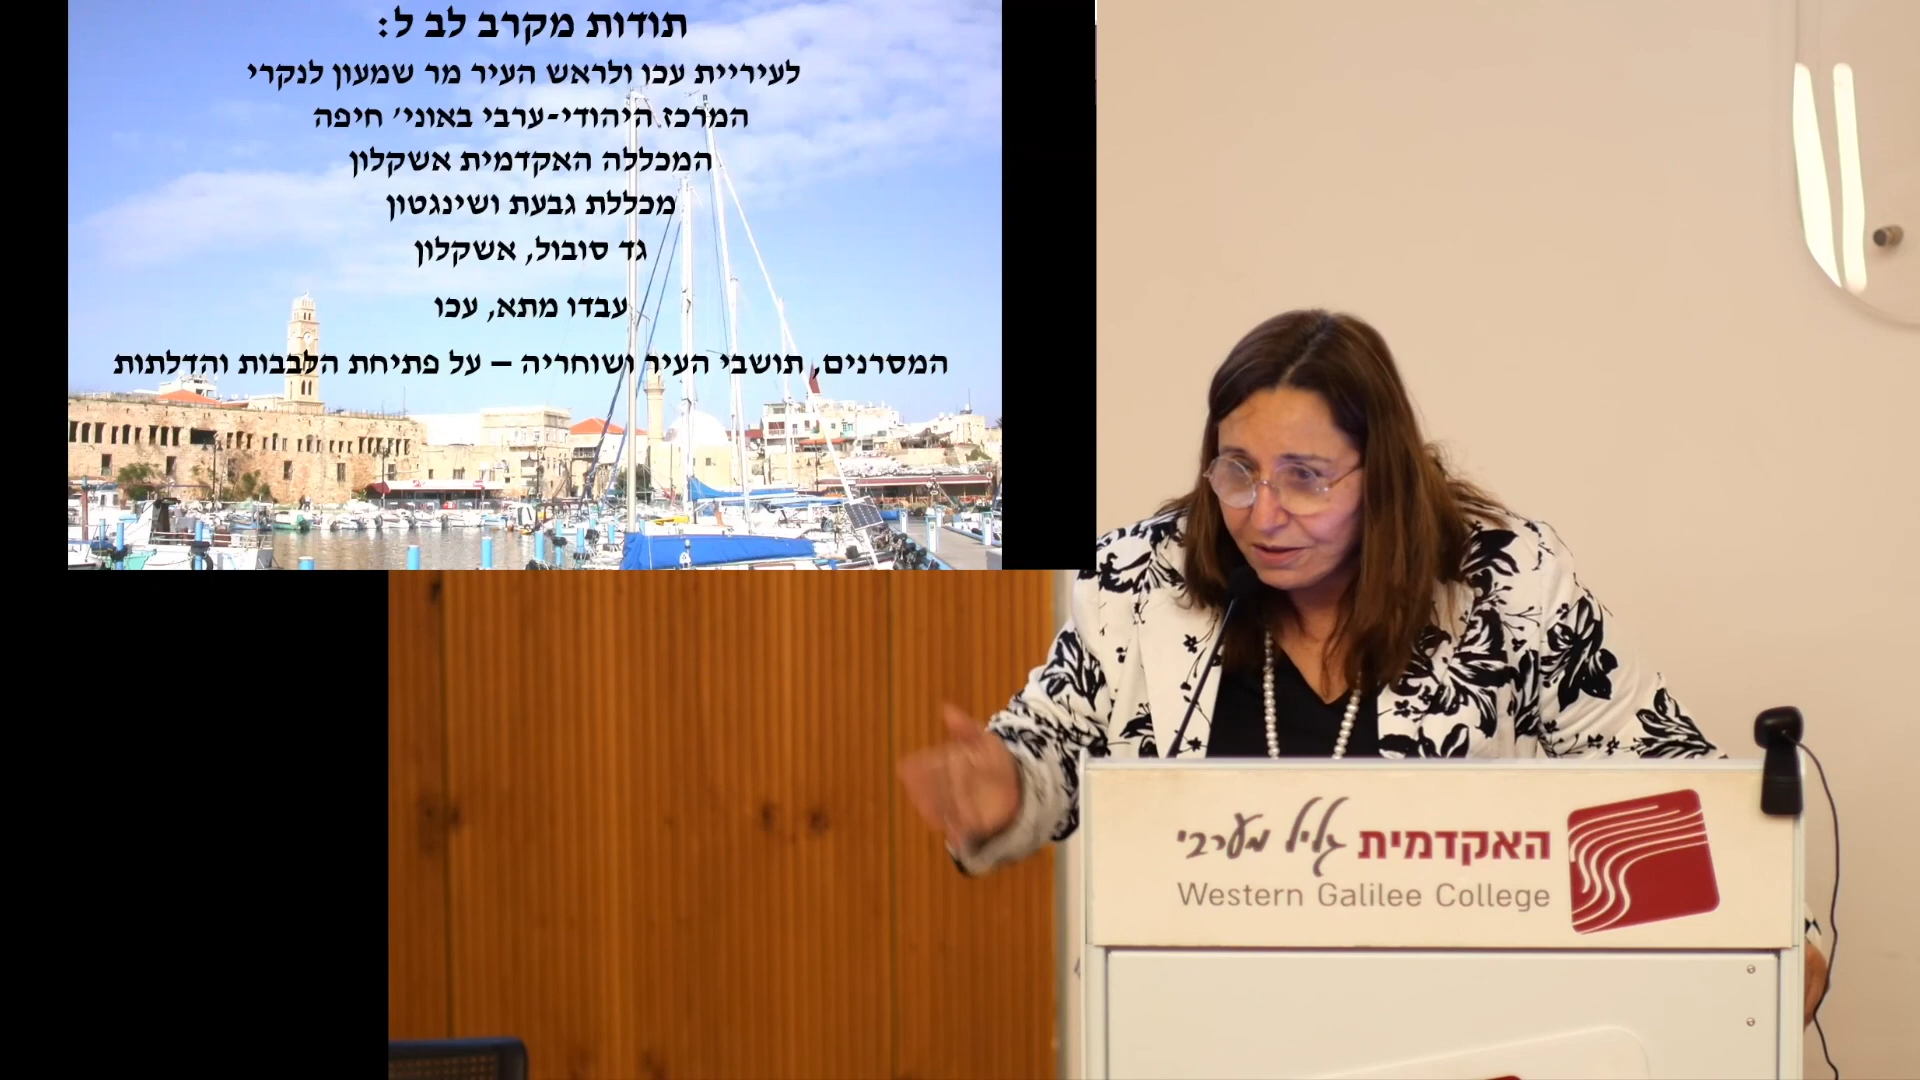 תודות מקרב לב ל:
לעיריית עכו ולראש העיר מר שמעון לנקרי
המרכז היהודי-ערבי באוני׳ חיפה
המכללה האקדמית אשקלון
מכללת גבעת ושינגטון
גד סובול, אשקלון
עבדו מתא, עכו
המסרנים, תושבי העיר ושוחריה – על פתיחת הלבבות והדלתות
האקדמית גליל מערבי
Western Galilee College